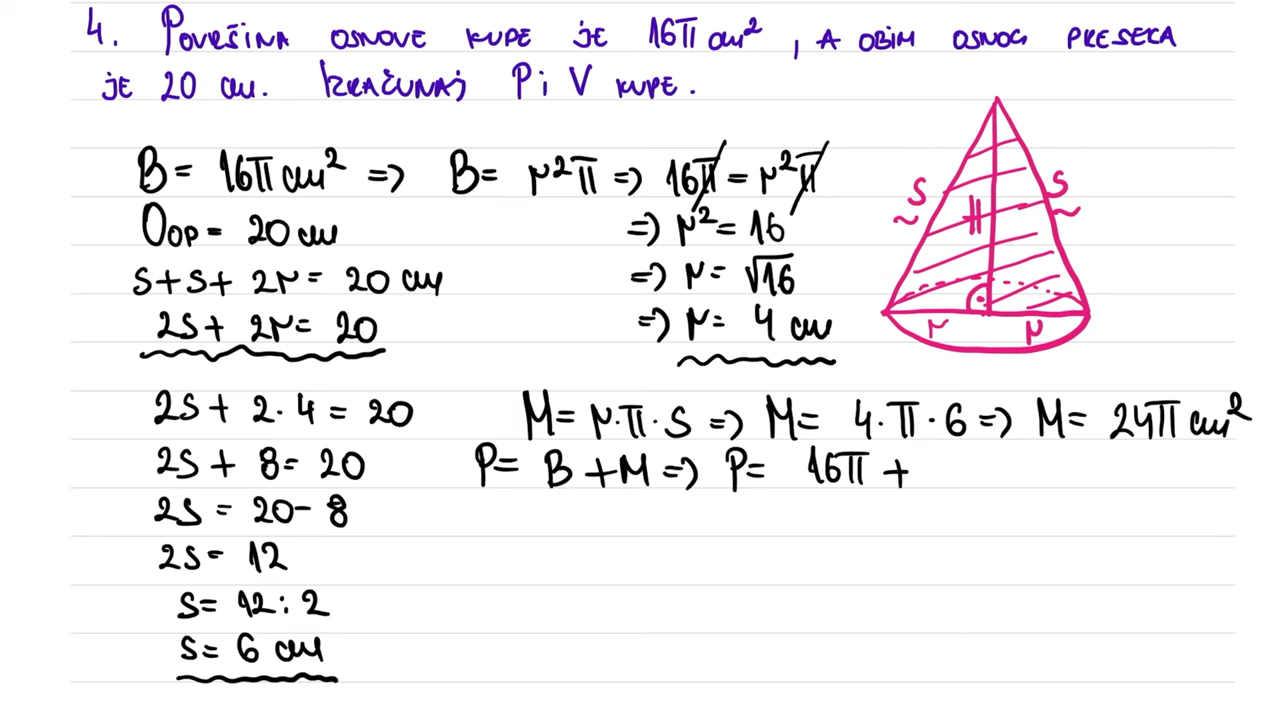 4. Površina osnove kupe je 16π cm², a obim osnog preseka
je 20 cm. Izračunaj P i V kupe.
B = 16π cm² => B = r²π => 16π = r²π
Oop = 20 cm => r² = 16
s + s + 2r = 20 cm => r = √16
2s + 2r = 20 => r = 4 cm
s s
H
r r
2s + 2·4 = 20 M = r·π·s => M = 4·π·6 => M = 24π cm²
2s + 8 = 20 P = B + M => P = 16π +
2s = 20 - 8
2s = 12
s = 12 : 2
s = 6 cm